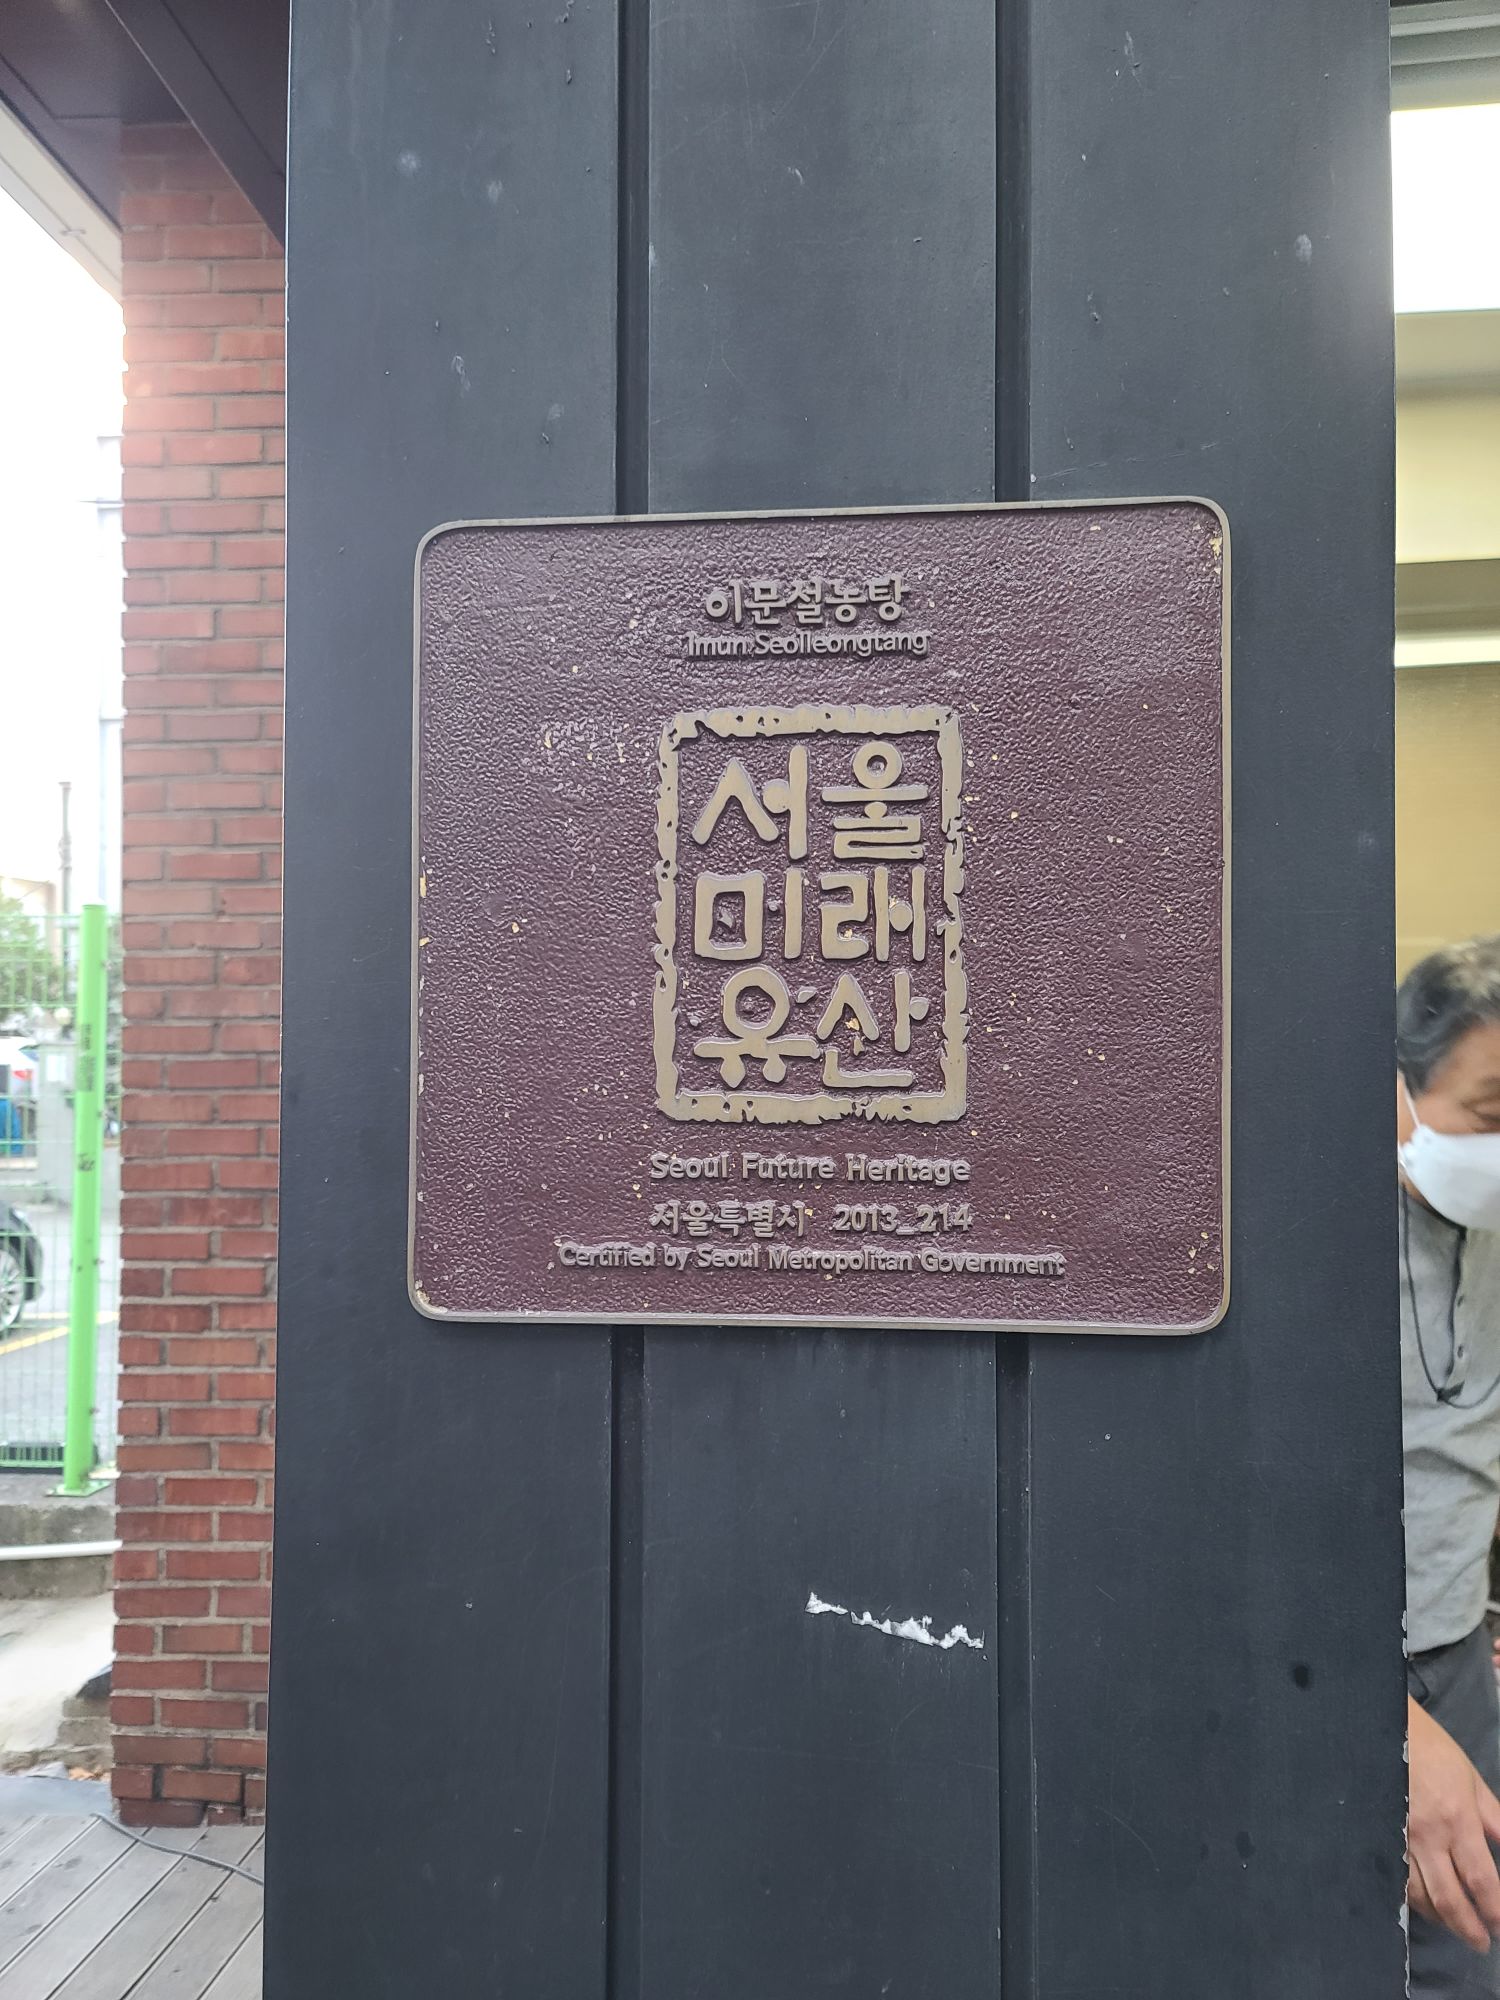 이문설농탕
Imun Seolleongtang
서울
미래
유산
Seoul Future Heritage
서울특별시 2013_214
Certified by Seoul Metropolitan Government